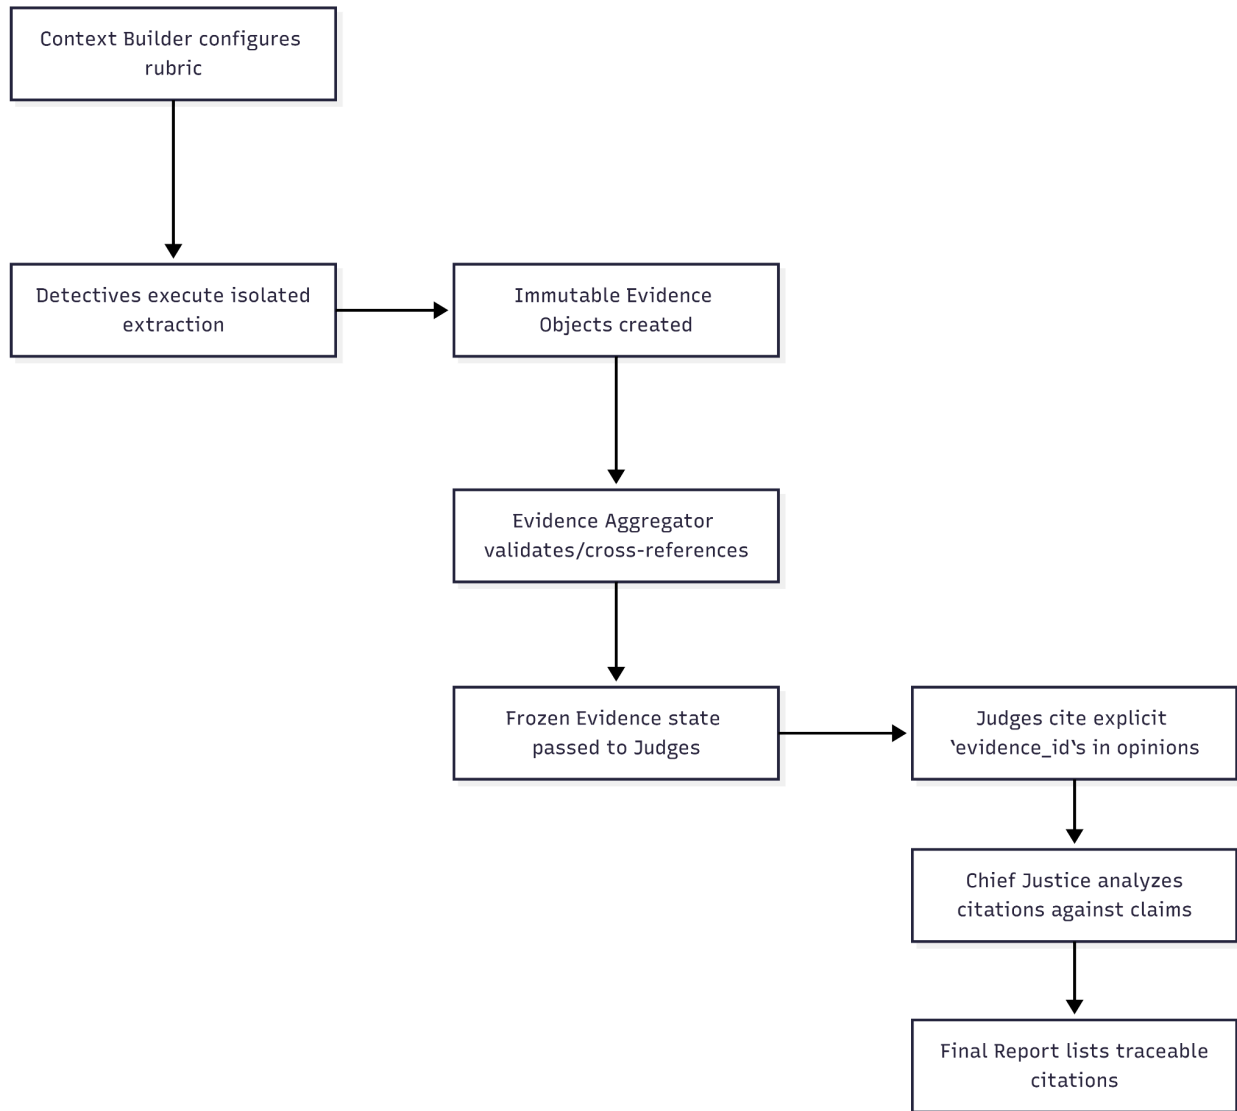 Context Builder configures
rubric
Detectives execute isolated
extraction
Immutable Evidence
Objects created
Evidence Aggregator
validates/cross-references
Frozen Evidence state
passed to Judges
Judges cite explicit
‵evidence_id‵s in opinions
Chief Justice analyzes
citations against claims
Final Report lists traceable
citations